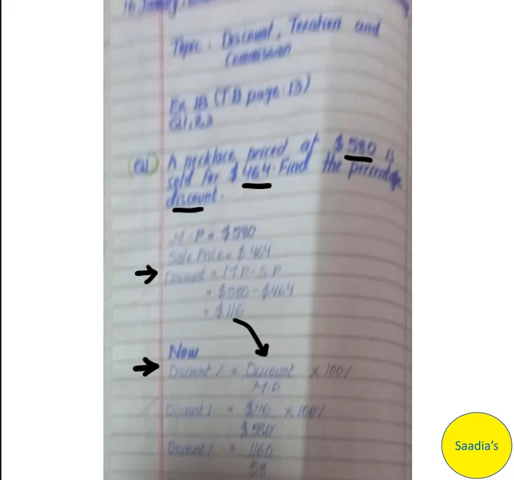 Topic: Discount, Taxation and
Commission
Ex 11B (TB page 13)
Q1,2,3
Q1) A necklace priced at $580 is
sold for $464. Find the percentage
discount.
M.P = $580
Sale Price = $464
Discount = M.P - S.P
= $580 - $464
= $116
Now
Discount % = Discount × 100%
M.P
Discount % = $116 × 100%
$580
Discount % = 1160
58
Saadia's